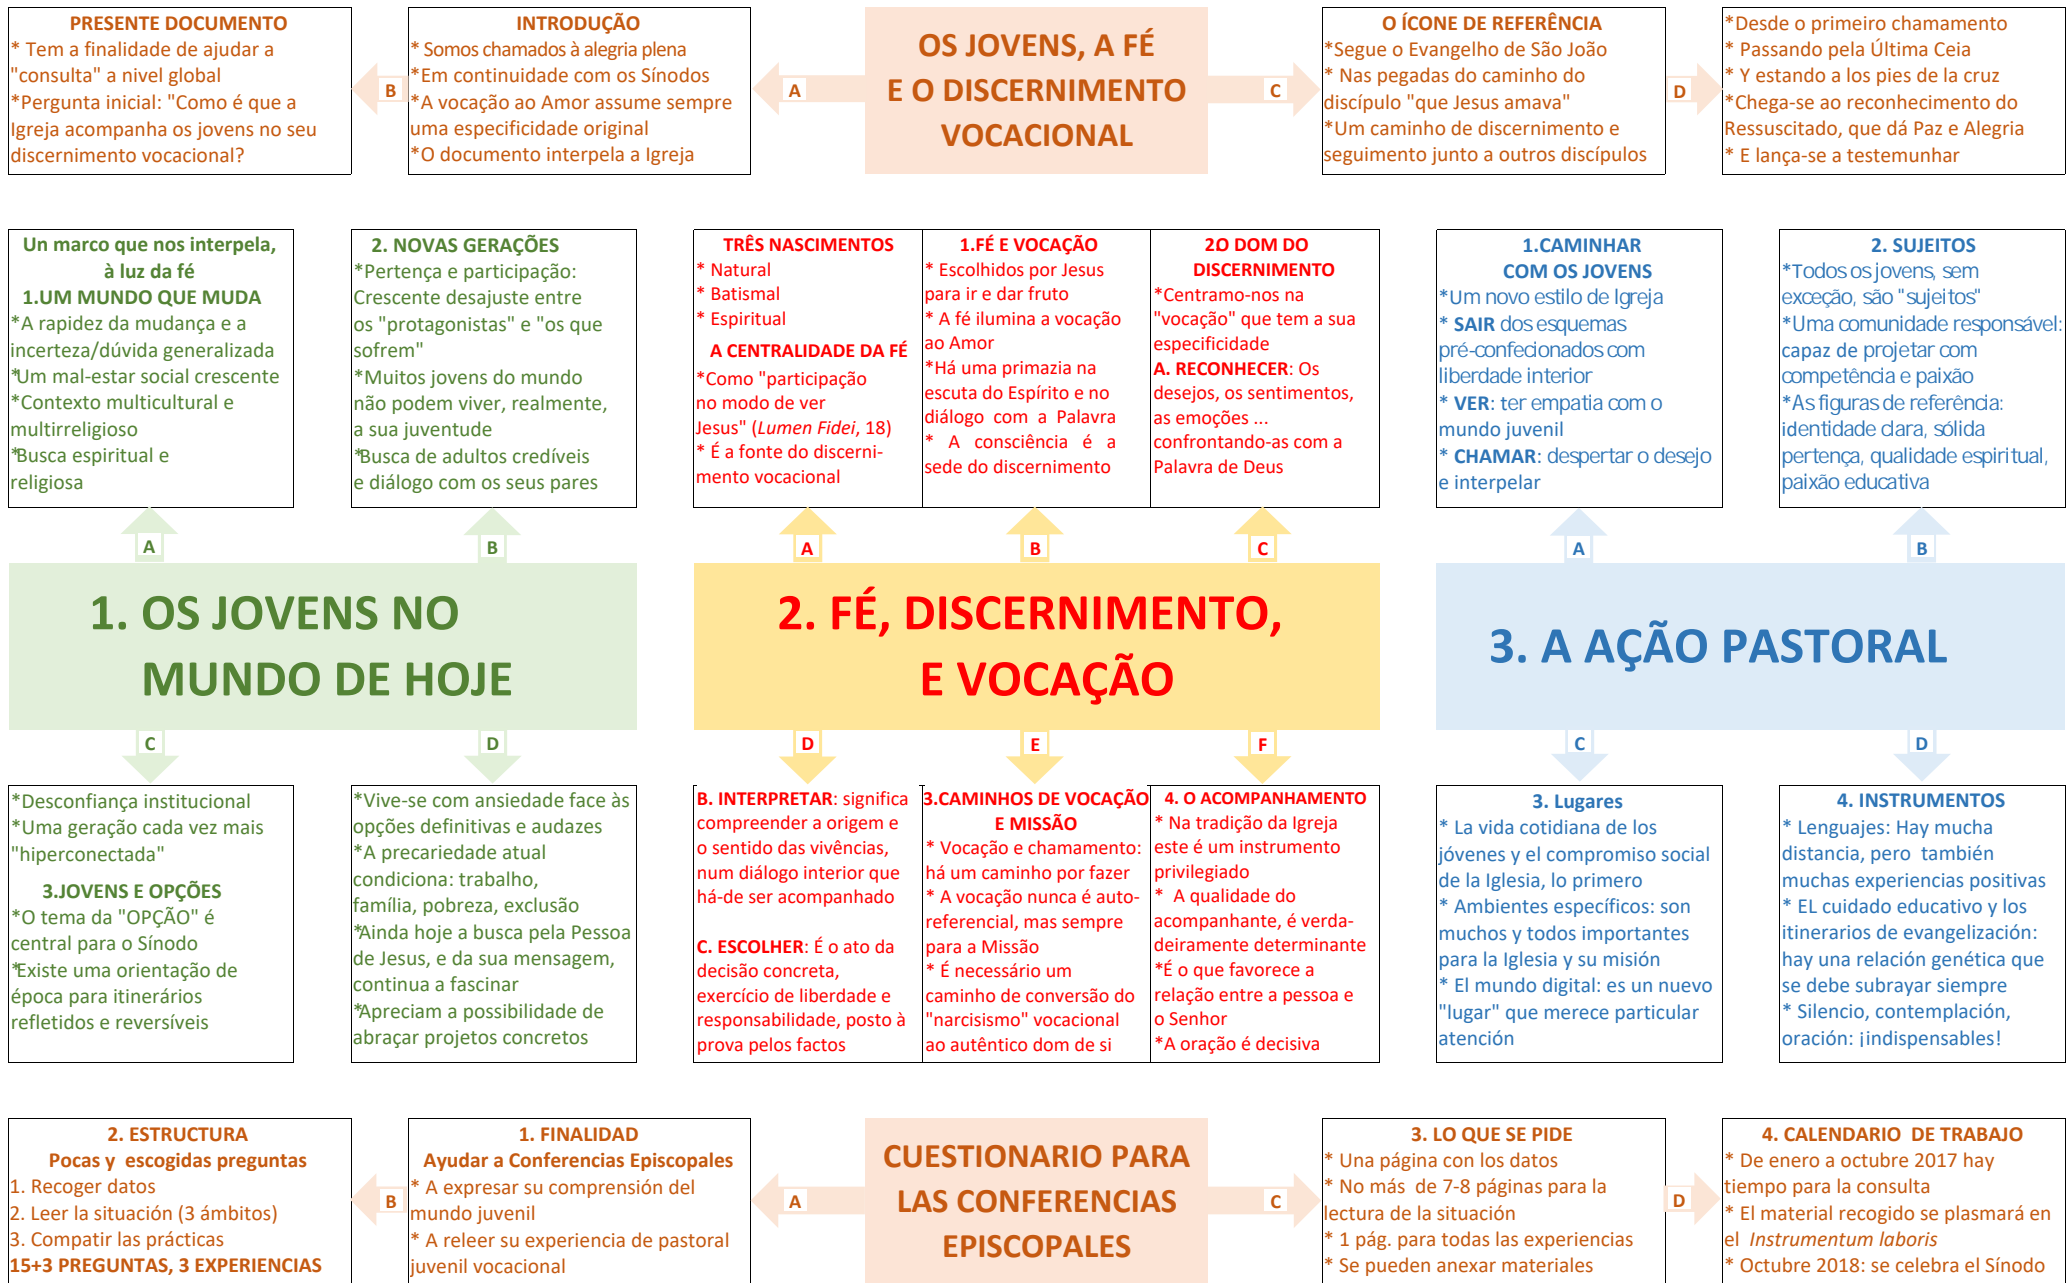 PRESENTE DOCUMENTO
* Tem a finalidade de ajudar a
"consulta" a nivel global
*Pergunta inicial: "Como é que a
Igreja acompanha os jovens no seu
discernimento vocacional?
B
INTRODUÇÃO
* Somos chamados à alegria plena
*Em continuidade com os Sínodos
*A vocação ao Amor assume sempre
uma especificidade original
*O documento interpela a Igreja
A
OS JOVENS, A FÉ
E O DISCERNIMENTO
VOCACIONAL
C
O ÍCONE DE REFERÊNCIA
*Segue o Evangelho de São João
* Nas pegadas do caminho do
discípulo "que Jesus amava"
*Um caminho de discernimento e
seguimento junto a outros discípulos
D
*Desde o primeiro chamamento
* Passando pela Última Ceia
* Y estando a los pies de la cruz
*Chega-se ao reconhecimento do
Ressuscitado, que dá Paz e Alegria
* E lança-se a testemunhar
Un marco que nos interpela,
à luz da fé
1.UM MUNDO QUE MUDA
*A rapidez da mudança e a
incerteza/dúvida generalizada
*Um mal-estar social crescente
*Contexto multicultural e
multirreligioso
*Busca espiritual e
religiosa
A
2. NOVAS GERAÇÕES
*Pertença e participação:
Crescente desajuste entre
os "protagonistas" e "os que
sofrem"
*Muitos jovens do mundo
não podem viver, realmente,
a sua juventude
*Busca de adultos credíveis
e diálogo com os seus pares
B
1. OS JOVENS NO
MUNDO DE HOJE
C
*Desconfiança institucional
*Uma geração cada vez mais
"hiperconectada"
3.JOVENS E OPÇÕES
*O tema da "OPÇÃO" é
central para o Sínodo
*Existe uma orientação de
época para itinerários
refletidos e reversíveis
D
*Vive-se com ansiedade face às
opções definitivas e audazes
*A precariedade atual
condiciona: trabalho,
família, pobreza, exclusão
*Ainda hoje a busca pela Pessoa
de Jesus, e da sua mensagem,
continua a fascinar
*Apreciam a possibilidade de
abraçar projetos concretos
TRÊS NASCIMENTOS
* Natural
* Batismal
* Espiritual
A CENTRALIDADE DA FÉ
*Como "participação
no modo de ver
Jesus" (Lumen Fidei, 18)
* É a fonte do discerni-
mento vocacional
A
1.FÉ E VOCAÇÃO
* Escolhidos por Jesus
para ir e dar fruto
* A fé ilumina a vocação
ao Amor
*Há uma primazia na
escuta do Espírito e no
diálogo com a Palavra
* A consciência é a
sede do discernimento
B
2.O DOM DO
DISCERNIMENTO
*Centramo-nos na
"vocação" que tem a sua
especificidade
A. RECONHECER: Os
desejos, os sentimentos,
as emoções ...
confrontando-as com a
Palavra de Deus
C
2. FÉ, DISCERNIMENTO,
E VOCAÇÃO
D
B. INTERPRETAR: significa
compreender a origem e
o sentido das vivências,
num diálogo interior que
há-de ser acompanhado
C. ESCOLHER: É o ato da
decisão concreta,
exercício de liberdade e
responsabilidade, posto à
prova pelos factos
E
3.CAMINHOS DE VOCAÇÃO
E MISSÃO
* Vocação e chamamento:
há um caminho por fazer
* A vocação nunca é auto-
referencial, mas sempre
para a Missão
* É necessário um
caminho de conversão do
"narcisismo" vocacional
ao autêntico dom de si
F
4. O ACOMPANHAMENTO
* Na tradição da Igreja
este é um instrumento
privilegiado
* A qualidade do
acompanhante, é verda-
deiramente determinante
*É o que favorece a
relação entre a pessoa e
o Senhor
*A oração é decisiva
1.CAMINHAR
COM OS JOVENS
*Um novo estilo de Igreja
* SAIR dos esquemas
pré-confecionados com
liberdade interior
* VER: ter empatia com o
mundo juvenil
* CHAMAR: despertar o desejo
e interpelar
A
2. SUJEITOS
*Todos os jovens, sem
exceção, são "sujeitos"
*Uma comunidade responsável:
capaz de projetar com
competência e paixão
*As figuras de referência:
identidade clara, sólida
pertença, qualidade espiritual,
paixão educativa
B
3. A AÇÃO PASTORAL
C
3. Lugares
* La vida cotidiana de los
jóvenes y el compromiso social
de la Iglesia, lo primero
* Ambientes específicos: son
muchos y todos importantes
para la Iglesia y su misión
* El mundo digital: es un nuevo
"lugar" que merece particular
atención
D
4. INSTRUMENTOS
* Lenguajes: Hay mucha
distancia, pero también
muchas experiencias positivas
* EL cuidado educativo y los
itinerarios de evangelización:
hay una relación genética que
se debe subrayar siempre
* Silencio, contemplación,
oración: ¡indispensables!
2. ESTRUCTURA
Pocas y escogidas preguntas
1. Recoger datos
2. Leer la situación (3 ámbitos)
3. Compatir las prácticas
15+3 PREGUNTAS, 3 EXPERIENCIAS
B
1. FINALIDAD
Ayudar a Conferencias Episcopales
* A expresar su comprensión del
mundo juvenil
* A releer su experiencia de pastoral
juvenil vocacional
A
CUESTIONARIO PARA
LAS CONFERENCIAS
EPISCOPALES
C
3. LO QUE SE PIDE
* Una página con los datos
* No más de 7-8 páginas para la
lectura de la situación
* 1 pág. para todas las experiencias
* Se pueden anexar materiales
D
4. CALENDARIO DE TRABAJO
* De enero a octubre 2017 hay
tiempo para la consulta
* El material recogido se plasmará en
el Instrumentum laboris
* Octubre 2018: se celebra el Sínodo